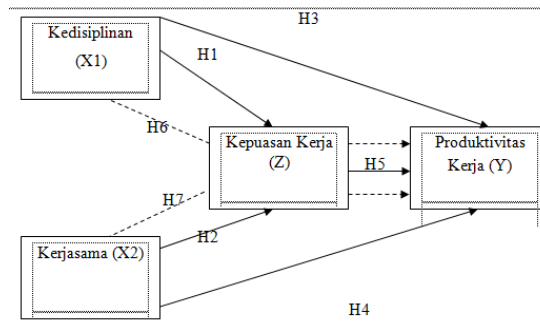 H3
Kedisiplinan
(X1)
H1
H6
Kepuasan Kerja
(Z)
H5
Produktivitas
Kerja (Y)
H7
H2
Kerjasama (X2)
H4